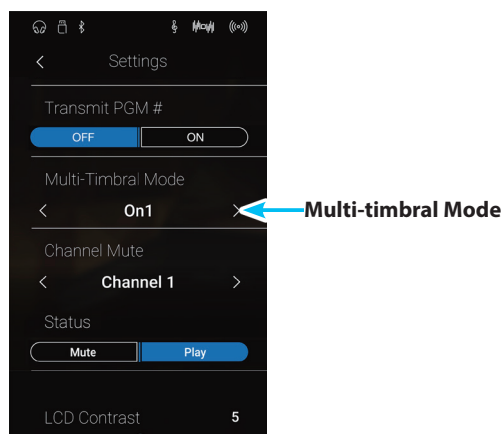 Settings
Transmit PGM #
OFF ON
Multi-Timbral Mode
On1
Multi-timbral Mode
Channel Mute
Channel 1
Status
Mute Play
LCD Contrast 5